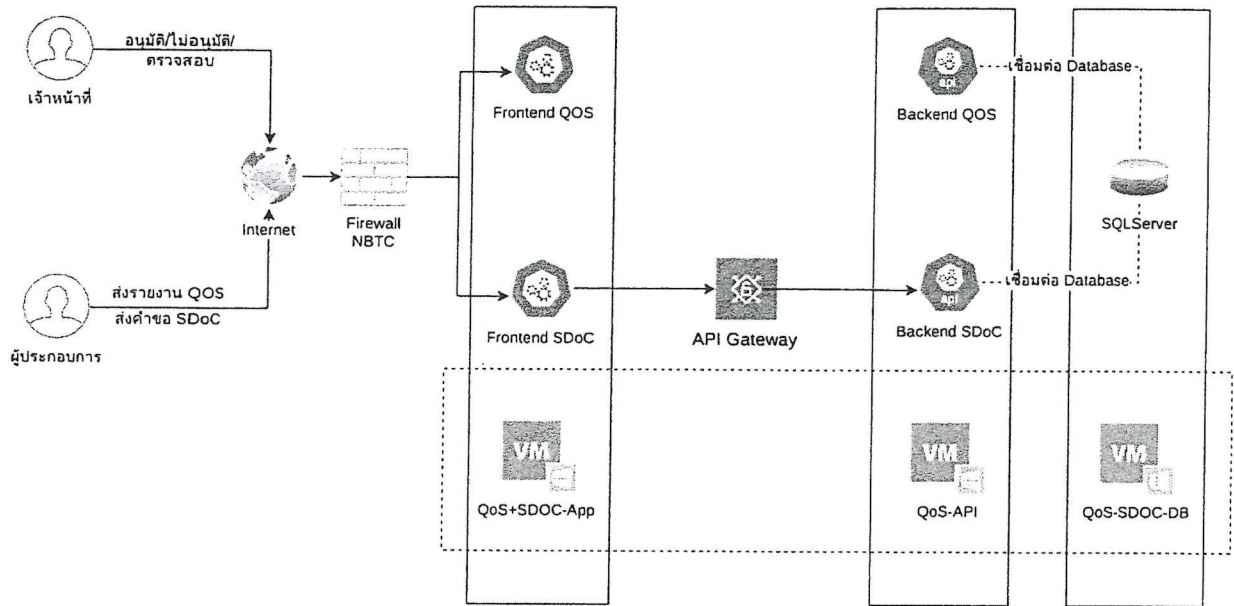 อนุมัติ/ไม่อนุมัติ/
ตรวจสอบ
เจ้าหน้าที่
Internet
Firewall
NBTC
ส่งรายงาน QOS
ส่งคำขอ SDoC
ผู้ประกอบการ
Frontend QOS
Frontend SDoC
API Gateway
api
Backend QOS
api
Backend SDoC
เชื่อมต่อ Database
SQLServer
เชื่อมต่อ Database
VM
QoS+SDOC-App
VM
QoS-API
VM
QoS-SDOC-DB